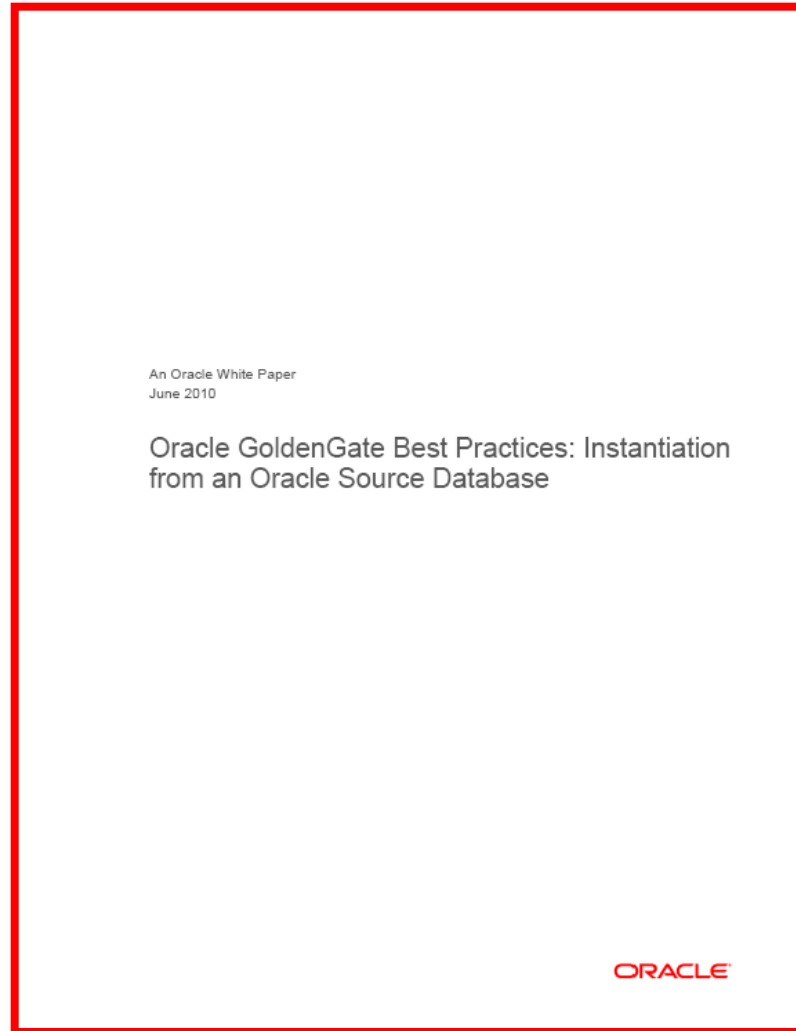 An Oracle White Paper
June 2010
Oracle GoldenGate Best Practices: Instantiation
from an Oracle Source Database
ORACLE